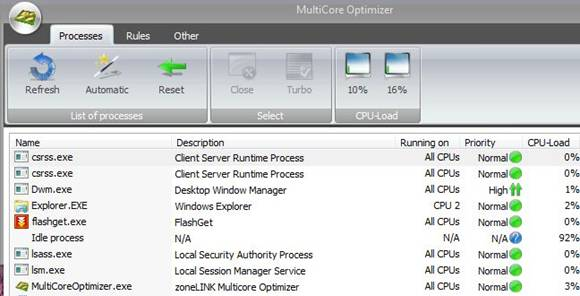 MultiCore Optimizer
Processes Rules Other
Refresh Automatic Reset Close Turbo 10% 16%
List of processes Select CPU-Load
Name Description Running on Priority CPU-Load
csrss.exe Client Server Runtime Process All CPUs Normal 0%
csrss.exe Client Server Runtime Process All CPUs Normal 0%
Dwm.exe Desktop Window Manager All CPUs High 1%
Explorer.EXE Windows Explorer CPU 2 Normal 2%
flashget.exe FlashGet All CPUs Normal 0%
Idle process N/A N/A N/A 92%
lsass.exe Local Security Authority Process All CPUs Normal 0%
lsm.exe Local Session Manager Service All CPUs Normal 0%
MultiCoreOptimizer.exe zoneLINK Multicore Optimizer All CPUs Normal 3%